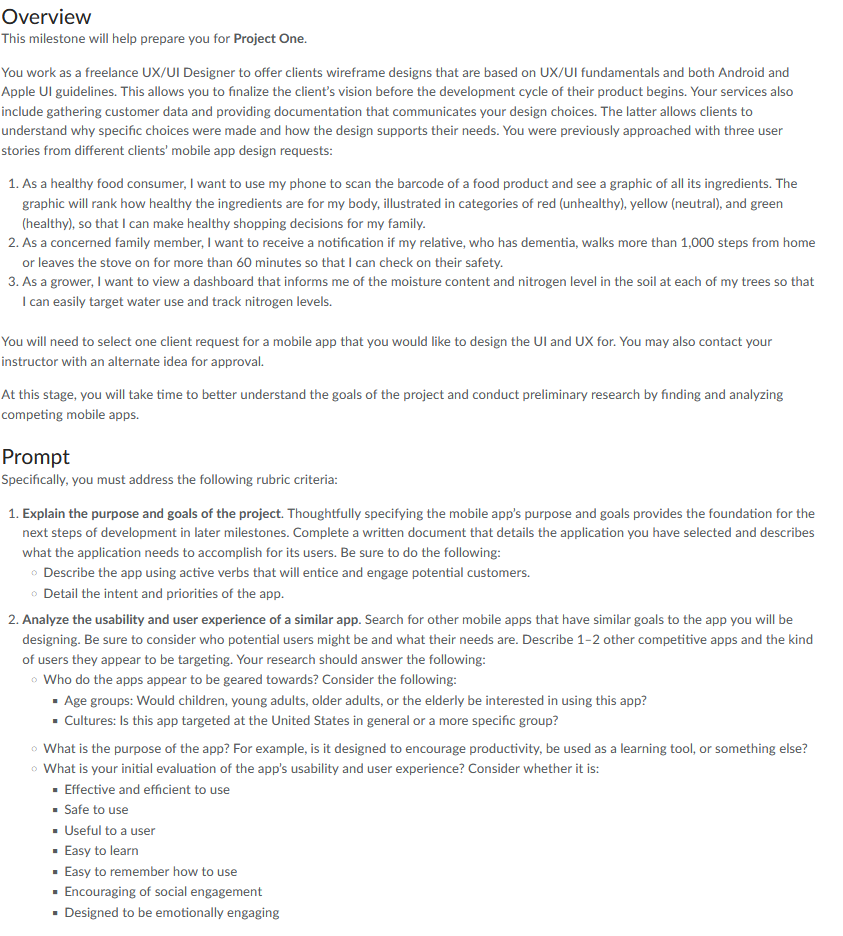 Overview
This milestone will help prepare you for Project One.
You work as a freelance UX/UI Designer to offer clients wireframe designs that are based on UX/UI fundamentals and both Android and
Apple UI guidelines. This allows you to finalize the client's vision before the development cycle of their product begins. Your services also
include gathering customer data and providing documentation that communicates your design choices. The latter allows clients to
understand why specific choices were made and how the design supports their needs. You were previously approached with three user
stories from different clients' mobile app design requests:
1. As a healthy food consumer, I want to use my phone to scan the barcode of a food product and see a graphic of all its ingredients. The
graphic will rank how healthy the ingredients are for my body, illustrated in categories of red (unhealthy), yellow (neutral), and green
(healthy), so that I can make healthy shopping decisions for my family.
2. As a concerned family member, I want to receive a notification if my relative, who has dementia, walks more than 1,000 steps from home
or leaves the stove on for more than 60 minutes so that I can check on their safety.
3. As a grower, I want to view a dashboard that informs me of the moisture content and nitrogen level in the soil at each of my trees so that
I can easily target water use and track nitrogen levels.
You will need to select one client request for a mobile app that you would like to design the UI and UX for. You may also contact your
instructor with an alternate idea for approval.
At this stage, you will take time to better understand the goals of the project and conduct preliminary research by finding and analyzing
competing mobile apps.
Prompt
Specifically, you must address the following rubric criteria:
1. Explain the purpose and goals of the project. Thoughtfully specifying the mobile app's purpose and goals provides the foundation for the
next steps of development in later milestones. Complete a written document that details the application you have selected and describes
what the application needs to accomplish for its users. Be sure to do the following:
◦ Describe the app using active verbs that will entice and engage potential customers.
◦ Detail the intent and priorities of the app.
2. Analyze the usability and user experience of a similar app. Search for other mobile apps that have similar goals to the app you will be
designing. Be sure to consider who potential users might be and what their needs are. Describe 1–2 other competitive apps and the kind
of users they appear to be targeting. Your research should answer the following:
◦ Who do the apps appear to be geared towards? Consider the following:
▪ Age groups: Would children, young adults, older adults, or the elderly be interested in using this app?
▪ Cultures: Is this app targeted at the United States in general or a more specific group?
◦ What is the purpose of the app? For example, is it designed to encourage productivity, be used as a learning tool, or something else?
◦ What is your initial evaluation of the app's usability and user experience? Consider whether it is:
▪ Effective and efficient to use
▪ Safe to use
▪ Useful to a user
▪ Easy to learn
▪ Easy to remember how to use
▪ Encouraging of social engagement
▪ Designed to be emotionally engaging